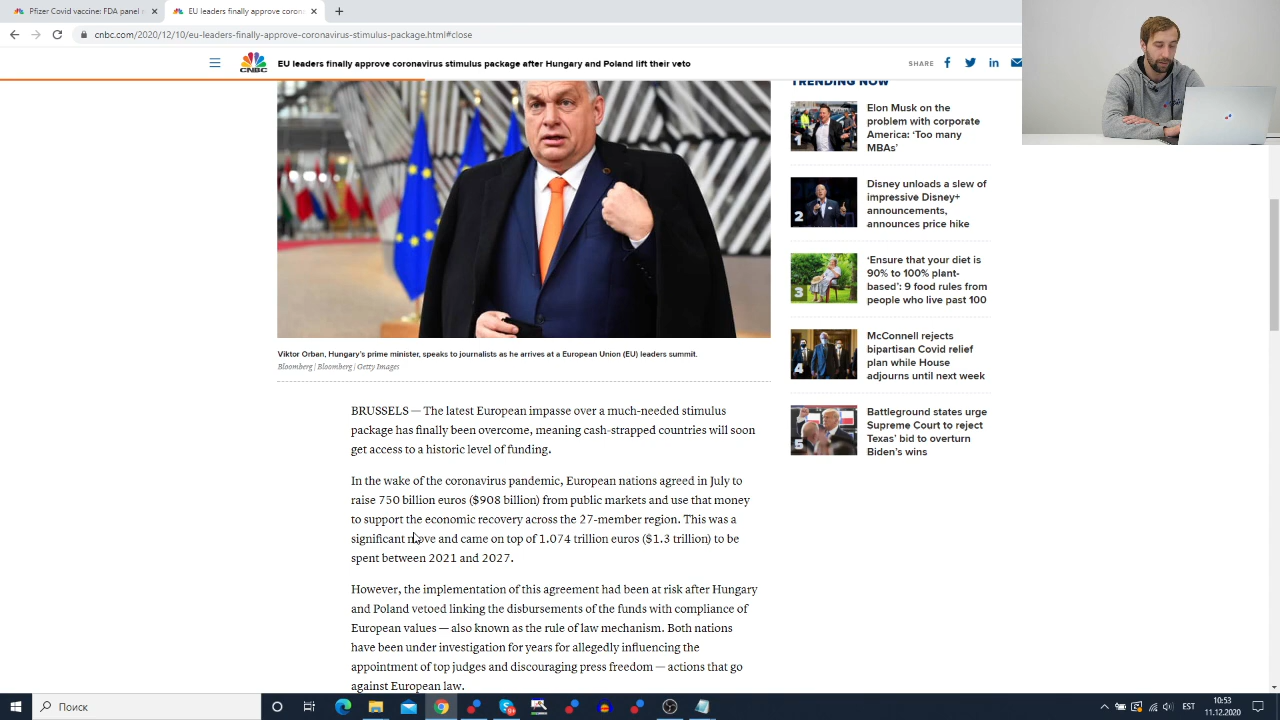 Pfizer Covid vaccine: FDA panel
EU leaders finally approve corona
cnbc.com/2020/12/10/eu-leaders-finally-approve-coronavirus-stimulus-package.html#close
CNBC
EU leaders finally approve coronavirus stimulus package after Hungary and Poland lift their veto
SHARE
Viktor Orban, Hungary's prime minister, speaks to journalists as he arrives at a European Union (EU) leaders summit.
Bloomberg | Bloomberg | Getty Images
BRUSSELS — The latest European impasse over a much-needed stimulus
package has finally been overcome, meaning cash-strapped countries will soon
get access to a historic level of funding.
In the wake of the coronavirus pandemic, European nations agreed in July to
raise 750 billion euros ($908 billion) from public markets and use that money
to support the economic recovery across the 27-member region. This was a
significant move and came on top of 1.074 trillion euros ($1.3 trillion) to be
spent between 2021 and 2027.
However, the implementation of this agreement had been at risk after Hungary
and Poland vetoed linking the disbursements of the funds with compliance of
European values — also known as the rule of law mechanism. Both nations
have been under investigation for years for allegedly influencing the
appointment of top judges and discouraging press freedom — actions that go
against European law.
TRENDING NOW
1
Elon Musk on the
problem with corporate
America: 'Too many
MBAs'
2
Disney unloads a slew of
impressive Disney+
announcements,
announces price hike
3
'Ensure that your diet is
90% to 100% plant-
based': 9 food rules from
people who live past 100
4
McConnell rejects
bipartisan Covid relief
plan while House
adjourns until next week
5
Battleground states urge
Supreme Court to reject
Texas' bid to overturn
Biden's wins
Поиск
EST
10:53
11.12.2020